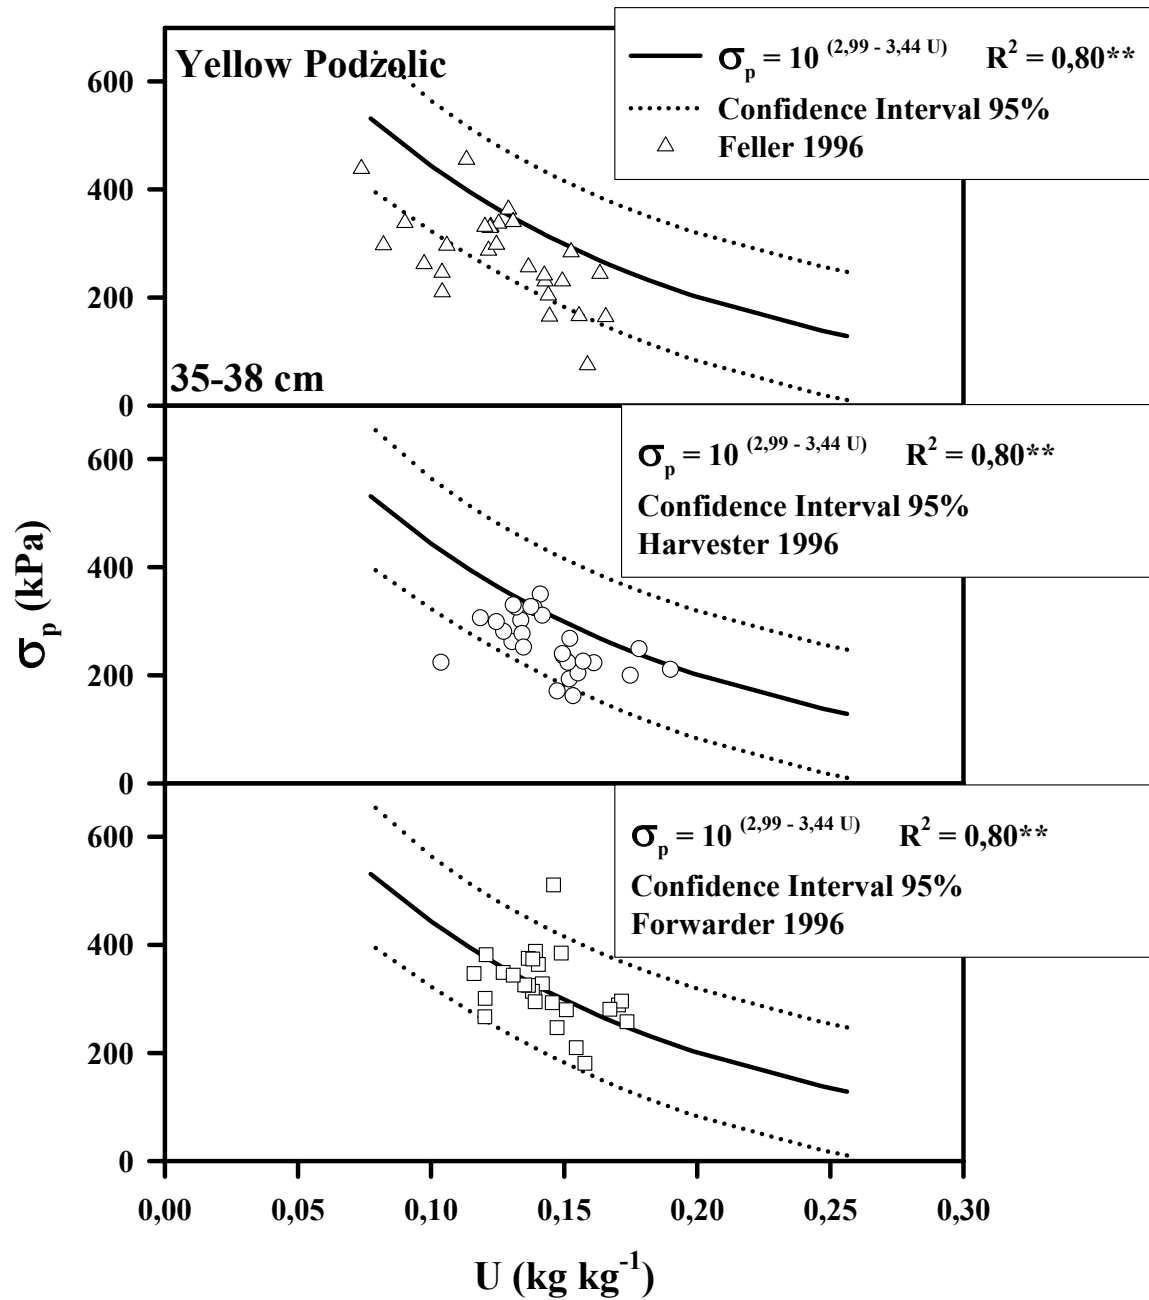 Yellow Podzolic
σp = 10 (2,99 - 3,44 U) R2 = 0,80**
Confidence Interval 95%
Feller 1996
600
400
200
0
35-38 cm
σp = 10 (2,99 - 3,44 U) R2 = 0,80**
Confidence Interval 95%
Harvester 1996
600
400
200
0
σp (kPa)
σp = 10 (2,99 - 3,44 U) R2 = 0,80**
Confidence Interval 95%
Forwarder 1996
600
400
200
0
0,00 0,05 0,10 0,15 0,20 0,25 0,30
U (kg kg-1)